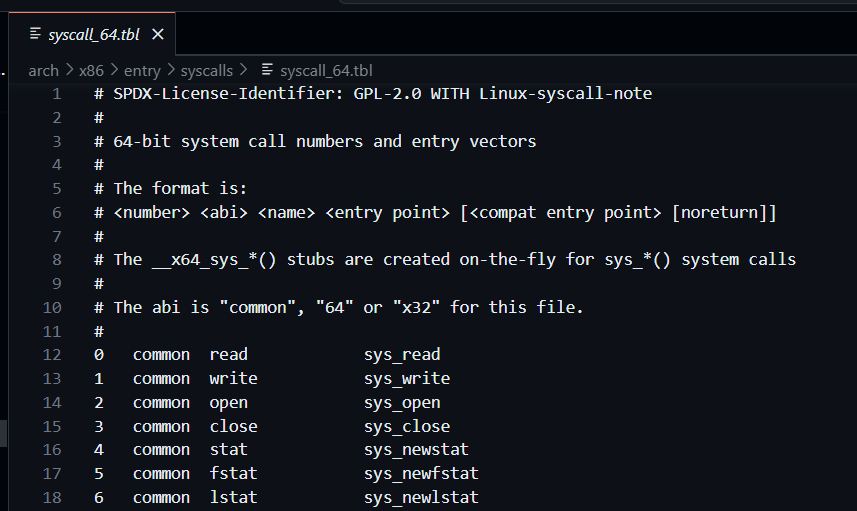 syscall_64.tbl
arch > x86 > entry > syscalls > syscall_64.tbl
1 # SPDX-License-Identifier: GPL-2.0 WITH Linux-syscall-note
2 #
3 # 64-bit system call numbers and entry vectors
4 #
5 # The format is:
6 # <number> <abi> <name> <entry point> [<compat entry point> [noreturn]]
7 #
8 # The __x64_sys_*() stubs are created on-the-fly for sys_*() system calls
9 #
10 # The abi is "common", "64" or "x32" for this file.
11 #
12 0 common read sys_read
13 1 common write sys_write
14 2 common open sys_open
15 3 common close sys_close
16 4 common stat sys_newstat
17 5 common fstat sys_newfstat
18 6 common lstat sys_newlstat